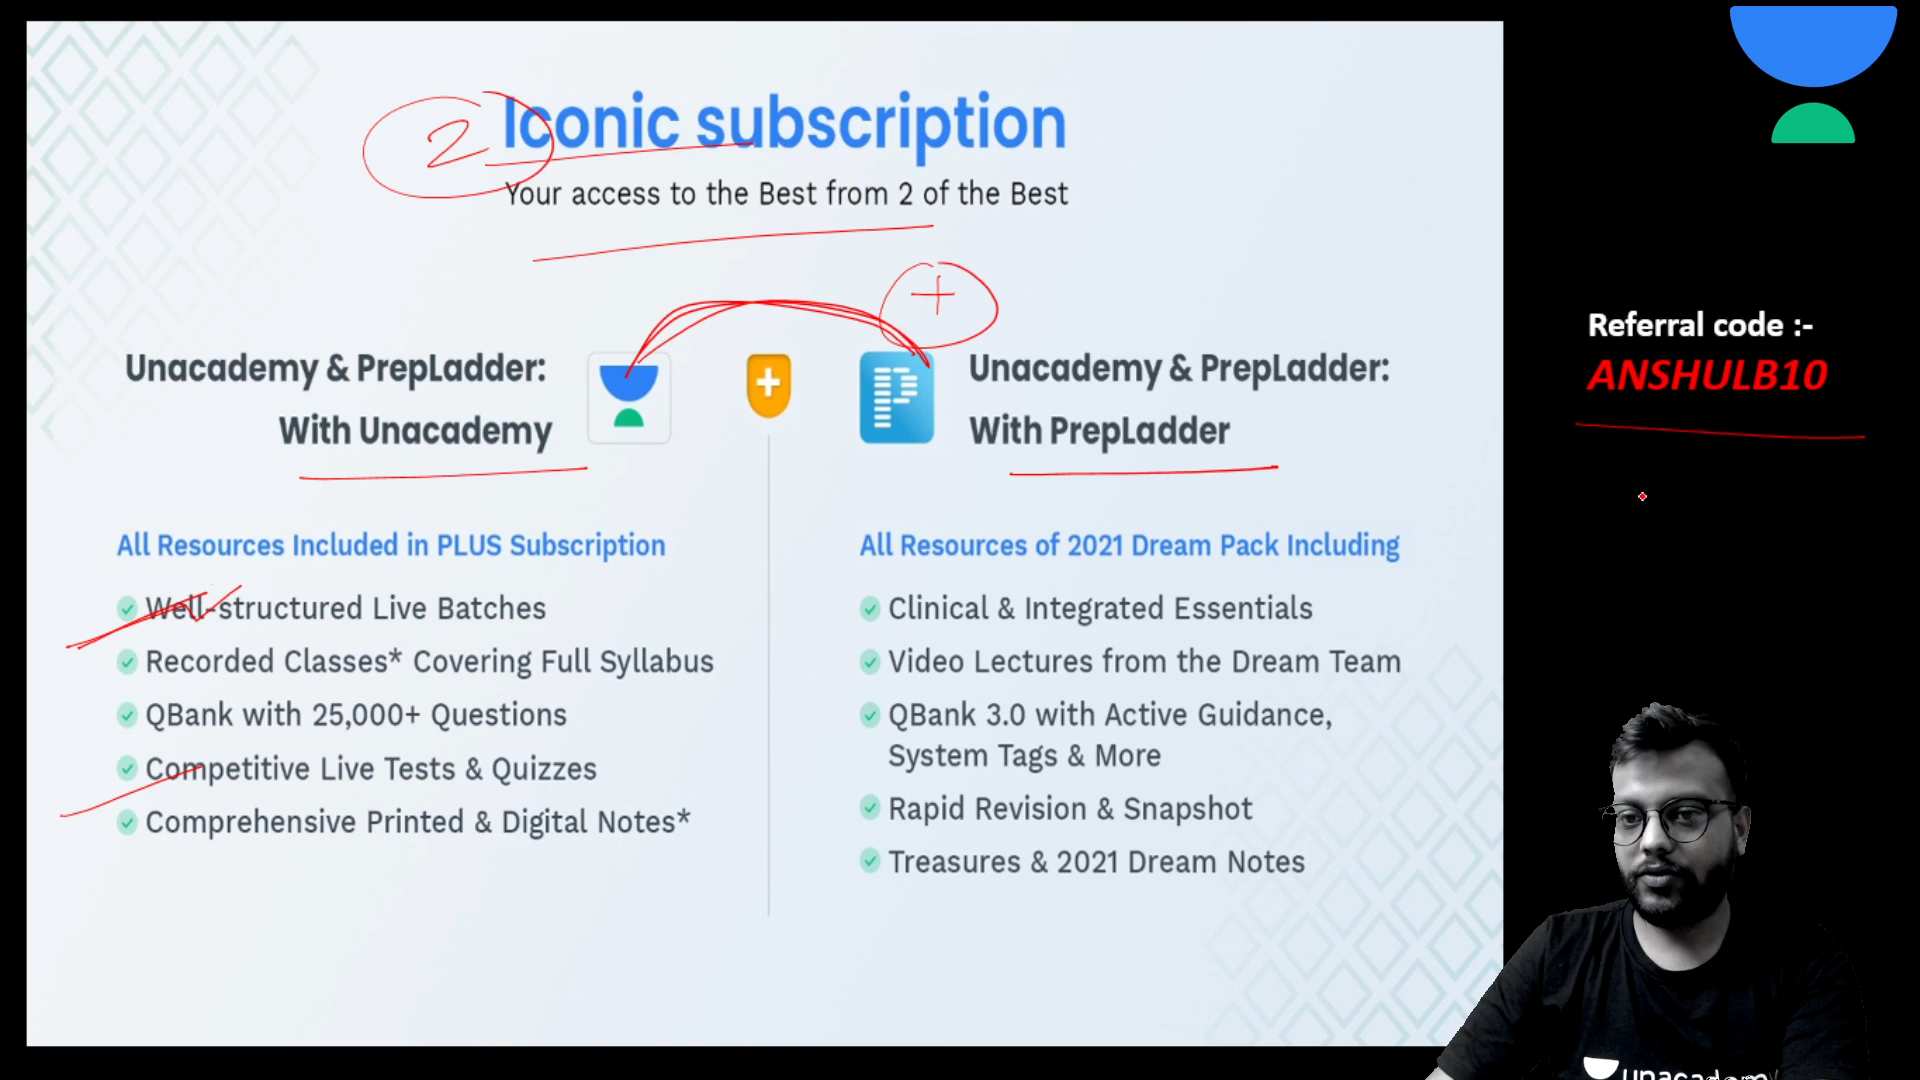 2
Iconic subscription
Your access to the Best from 2 of the Best
+
Unacademy & PrepLadder:
With Unacademy
+
Unacademy & PrepLadder:
With PrepLadder
All Resources Included in PLUS Subscription
Well-structured Live Batches
Recorded Classes* Covering Full Syllabus
QBank with 25,000+ Questions
Competitive Live Tests & Quizzes
Comprehensive Printed & Digital Notes*
All Resources of 2021 Dream Pack Including
Clinical & Integrated Essentials
Video Lectures from the Dream Team
QBank 3.0 with Active Guidance,
System Tags & More
Rapid Revision & Snapshot
Treasures & 2021 Dream Notes
Referral code :-
ANSHULB10
unacademy